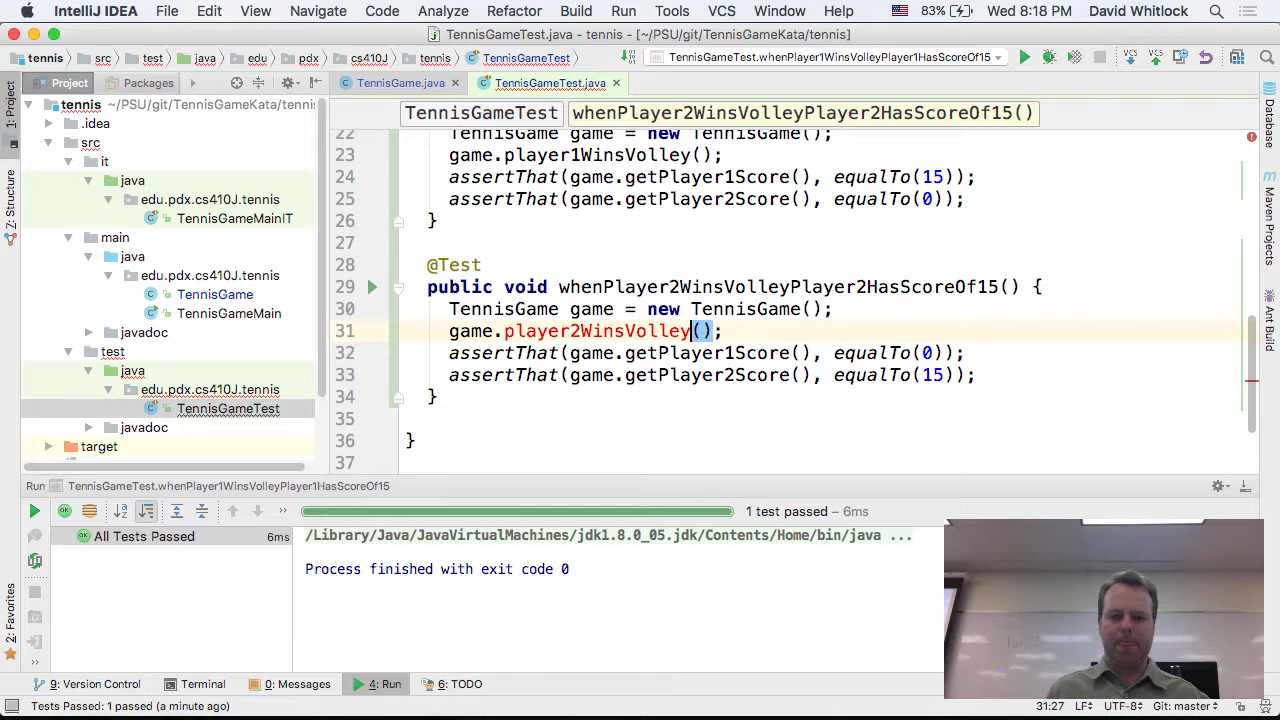 IntelliJ IDEA File Edit View Navigate Code Analyze Refactor Build Run Tools VCS Window Help 83% Wed 8:18 PM David Whitlock
TennisGameTest.java - tennis - [~/PSU/git/TennisGameKata/tennis]
tennis src test java edu pdx cs410J tennis TennisGameTest TennisGameTest.whenPlayer1WinsVolleyPlayer1HasScoreOf15 VCS VCS
1: Project
Project Packages TennisGame.java TennisGameTest.java
tennis ~/PSU/git/TennisGameKata/tennis
.idea
src
it
java
edu.pdx.cs410J.tennis
TennisGameMainIT
main
java
edu.pdx.cs410J.tennis
TennisGame
TennisGameMain
javadoc
test
java
edu.pdx.cs410J.tennis
TennisGameTest
javadoc
target
Z: Structure
TennisGameTest whenPlayer2WinsVolleyPlayer2HasScoreOf15()
22 TennisGame game = new TennisGame();
23 game.player1WinsVolley();
24 assertThat(game.getPlayer1Score(), equalTo(15));
25 assertThat(game.getPlayer2Score(), equalTo(0));
26 }
27
28 @Test
29 public void whenPlayer2WinsVolleyPlayer2HasScoreOf15() {
30 TennisGame game = new TennisGame();
31 game.player2WinsVolley();
32 assertThat(game.getPlayer1Score(), equalTo(0));
33 assertThat(game.getPlayer2Score(), equalTo(15));
34 }
35
36 }
37
Database
m Maven Projects
Ant Build
Run TennisGameTest.whenPlayer1WinsVolleyPlayer1HasScoreOf15
1 test passed – 6ms
OK All Tests Passed 6ms
/Library/Java/JavaVirtualMachines/jdk1.8.0_05.jdk/Contents/Home/bin/java ...
Process finished with exit code 0
2: Favorites
9: Version Control Terminal 0: Messages 4: Run 6: TODO
Tests Passed: 1 passed (a minute ago) 31:27 LF÷ UTF-8÷ Git: master÷